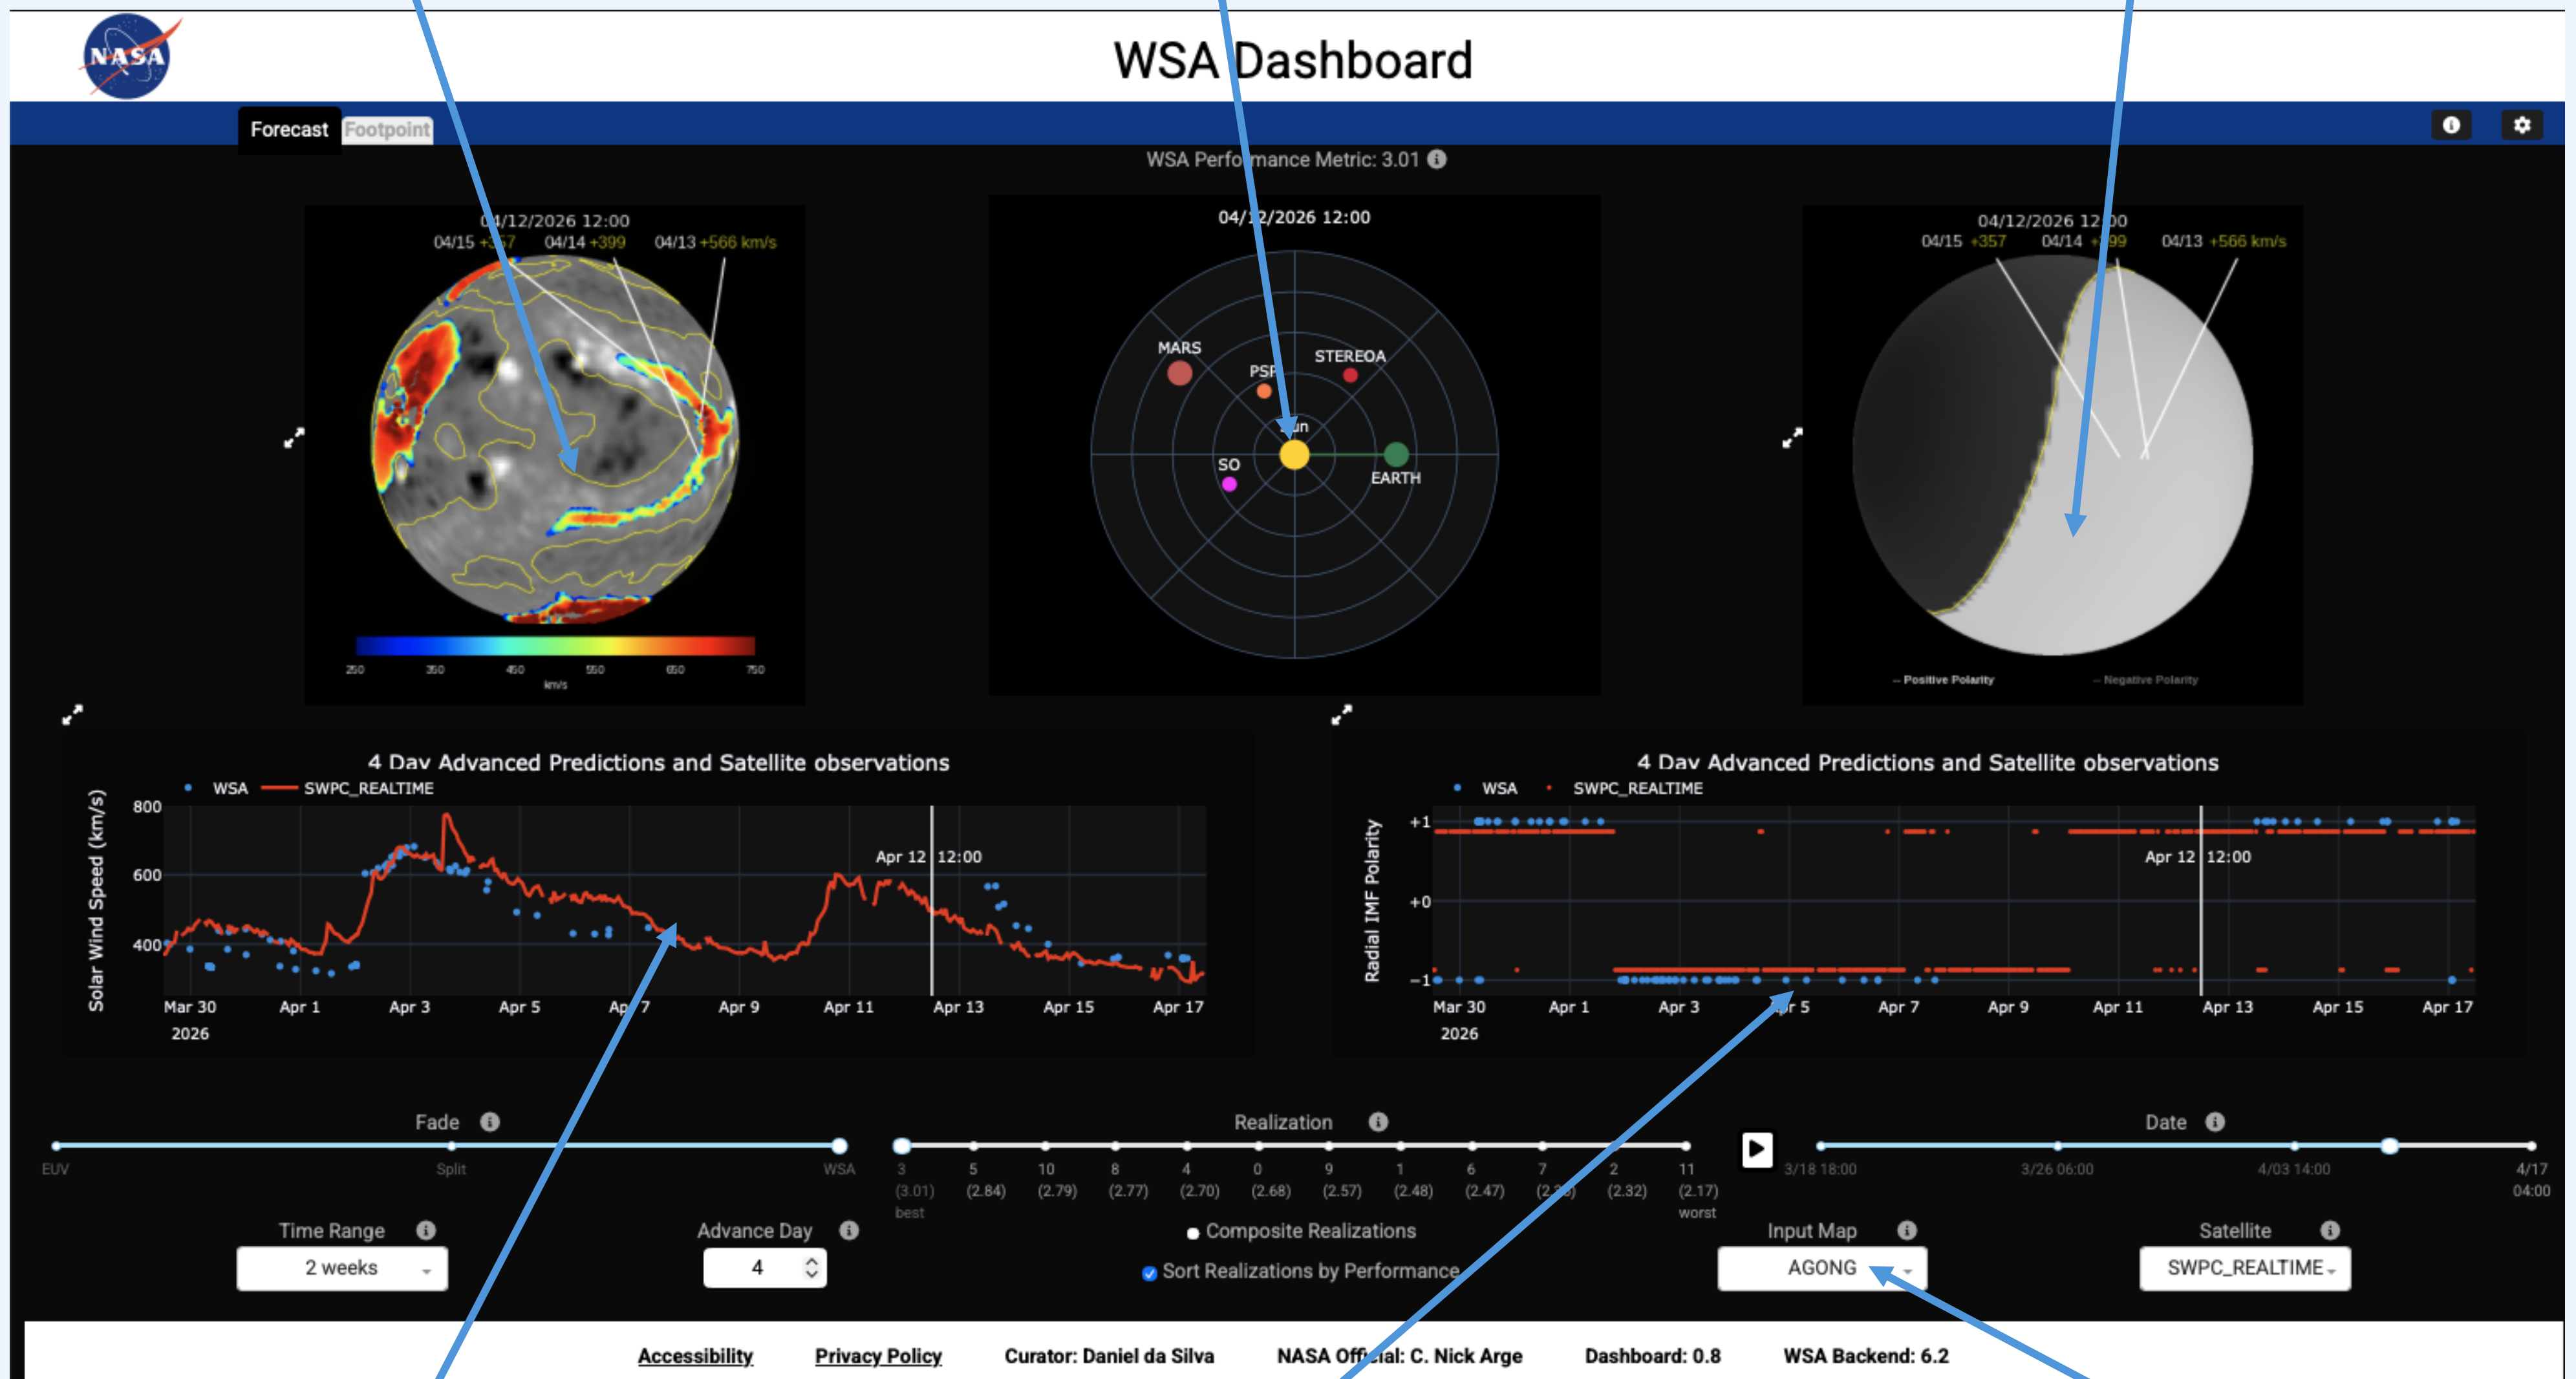 NASA
WSA Dashboard
Forecast Footpoint
WSA Performance Metric: 3.01
04/12/2026 12:00
04/15 +357 04/14 +399 04/13 +566 km/s
250 350 450 550 650 750
km/s
04/12/2026 12:00
MARS
STEREOA
PSP
Sun
SO
EARTH
04/12/2026 12:00
04/15 +357 04/14 +399 04/13 +566 km/s
-- Positive Polarity -- Negative Polarity
4 Day Advanced Predictions and Satellite observations
WSA SWPC_REALTIME
Solar Wind Speed (km/s)
800
600
400
Apr 12 12:00
Mar 30 Apr 1 Apr 3 Apr 5 Apr 7 Apr 9 Apr 11 Apr 13 Apr 15 Apr 17
2026
4 Day Advanced Predictions and Satellite observations
WSA SWPC_REALTIME
Radial IMF Polarity
+1
+0
−1
Apr 12 12:00
Mar 30 Apr 1 Apr 3 Apr 5 Apr 7 Apr 9 Apr 11 Apr 13 Apr 15 Apr 17
2026
Fade
EUV Split WSA
Realization
3 5 10 8 4 0 9 1 6 7 2 11
(3.01) (2.84) (2.79) (2.77) (2.70) (2.68) (2.57) (2.48) (2.47) (2.32) (2.17)
best worst
Date
3/18 18:00 3/26 06:00 4/03 14:00 4/17
04:00
Time Range
2 weeks
Advance Day
4
Composite Realizations
Sort Realizations by Performance
Input Map
AGONG
Satellite
SWPC_REALTIME
Accessibility Privacy Policy Curator: Daniel da Silva NASA Official: C. Nick Arge Dashboard: 0.8 WSA Backend: 6.2